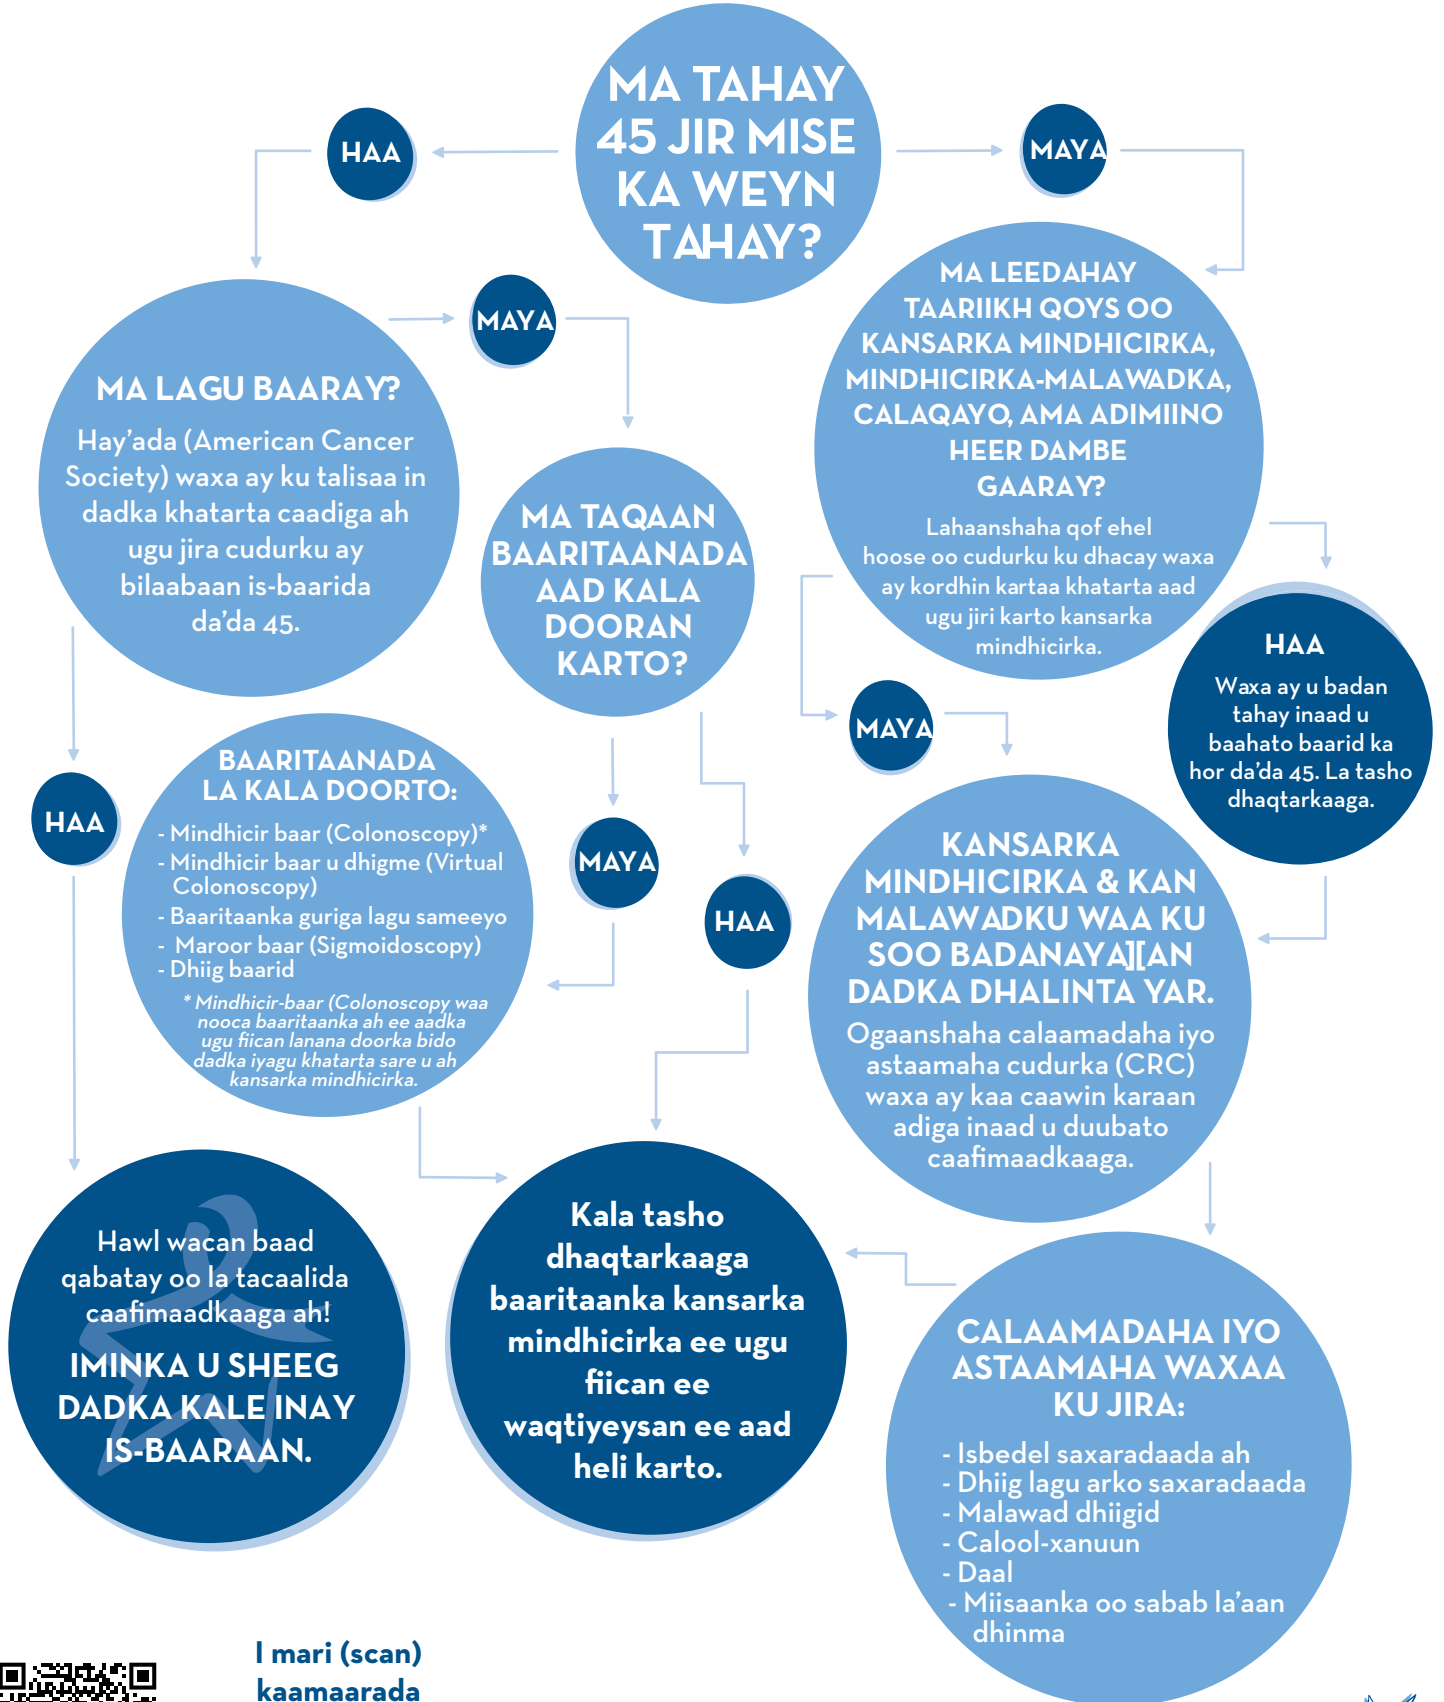 MA TAHAY
45 JIR MISE
KA WEYN
TAHAY?
HAA
MAYA
MA LAGU BAARAY?
Hay'ada (American Cancer
Society) waxa ay ku talisaa in
dadka khatarta caadiga ah
ugu jira cudurku ay
bilaabaan is-baarida
da'da 45.
MAYA
MA TAQAAN
BAARITAANADA
AAD KALA
DOORAN
KARTO?
MA LEEDAHAY
TAARIIKH QOYS OO
KANSARKA MINDHICIRKA,
MINDHICIRKA-MALAWADKA,
CALAQAYO, AMA ADIMIINO
HEER DAMBE
GAARAY?
Lahaanshaha qof ehel
hoose oo cudurku ku dhacay waxa
ay kordhin kartaa khatarta aad
ugu jiri karto kansarka
mindhicirka.
HAA
Waxa ay u badan
tahay inaad u
baahato baarid ka
hor da'da 45. La tasho
dhaqtarkaaga.
MAYA
HAA
BAARITAANADA
LA KALA DOORTO:
- Mindhicir baar (Colonoscopy)*
- Mindhicir baar u dhigme (Virtual
Colonoscopy)
- Baaritaanka guriga lagu sameeyo
- Maroor baar (Sigmoidoscopy)
- Dhiig baarid
* Mindhicir-baar (Colonoscopy waa
nooca baaritaanka ah ee aadka
ugu fiican lanana doorka bido
dadka iyagu khatarta sare u ah
kansarka mindhicirka.
MAYA
HAA
KANSARKA
MINDHICIRKA & KAN
MALAWADKU WAA KU
SOO BADANAYA][AN
DADKA DHALINTA YAR.
Ogaanshaha calaamadaha iyo
astaamaha cudurka (CRC)
waxa ay kaa caawin karaan
adiga inaad u duubato
caafimaadkaaga.
Hawl wacan baad
qabatay oo la tacaalida
caafimaadkaaga ah!
IMINKA U SHEEG
DADKA KALE INAY
IS-BAARAAN.
Kala tasho
dhaqtarkaaga
baaritaanka kansarka
mindhicirka ee ugu
fiican ee
waqtiyeysan ee aad
heli karto.
CALAAMADAHA IYO
ASTAAMAHA WAXAA
KU JIRA:
- Isbedel saxaradaada ah
- Dhiig lagu arko saxaradaada
- Malawad dhiigid
- Calool-xanuun
- Daal
- Miisaanka oo sabab la'aan
dhinma
I mari (scan)
kaamaarada